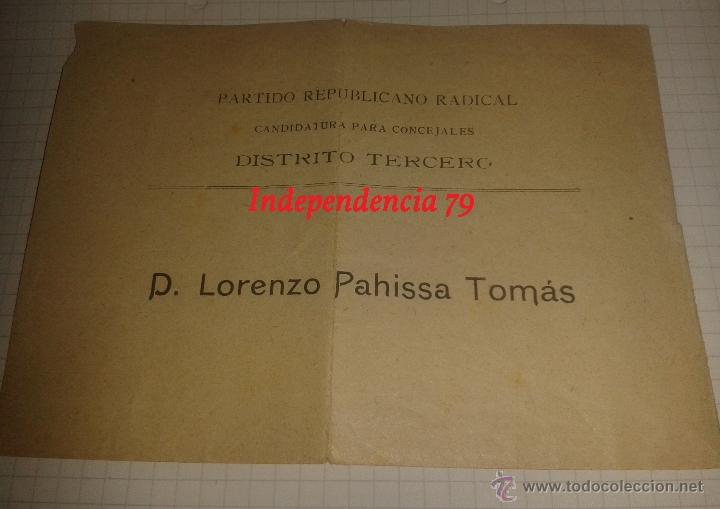 PARTIDO REPUBLICANO RADICAL
CANDIDATURA PARA CONCEJALES
DISTRITO TERCERO
Independencia 79
D. Lorenzo Pahissa Tomás
© www.todocoleccion.net